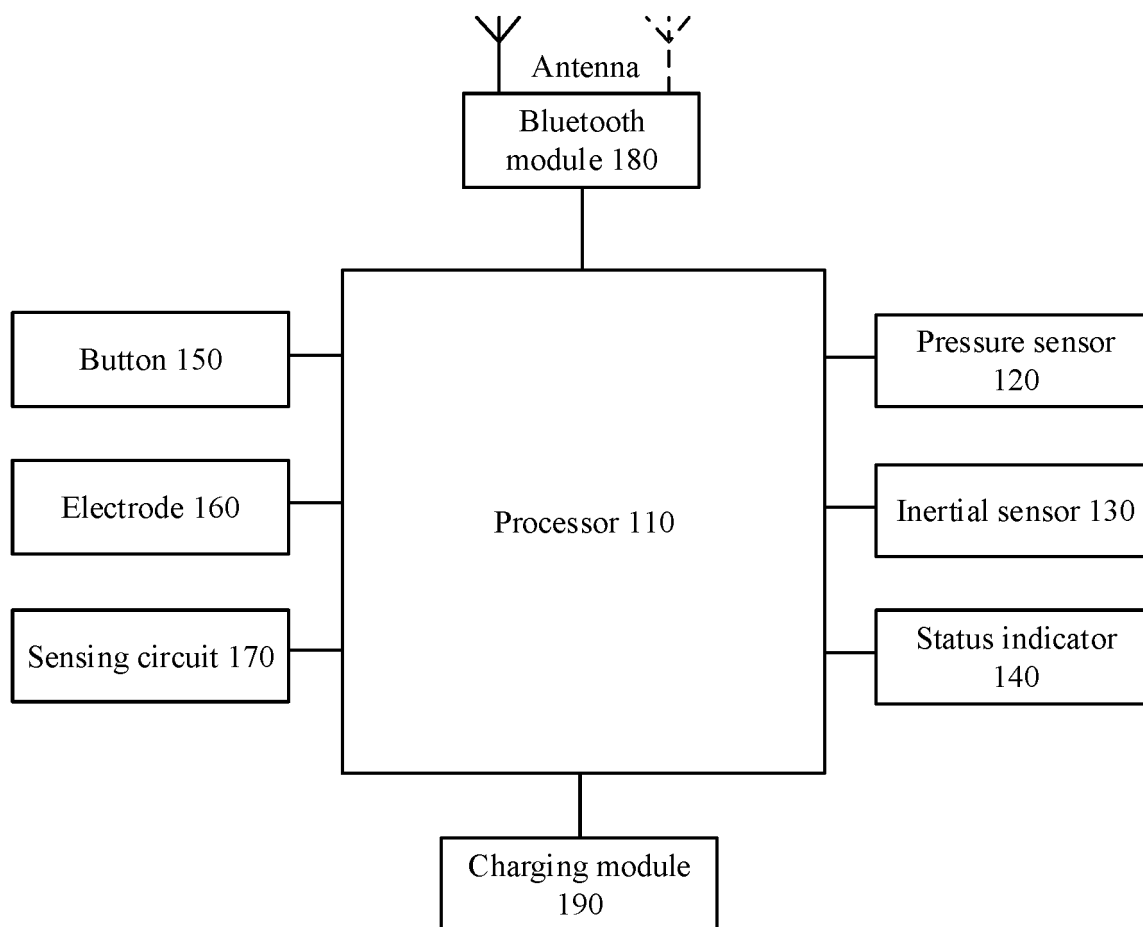 Antenna
Bluetooth
module 180
Button 150
Electrode 160
Sensing circuit 170
Processor 110
Pressure sensor
120
Inertial sensor 130
Status indicator
140
Charging module
190